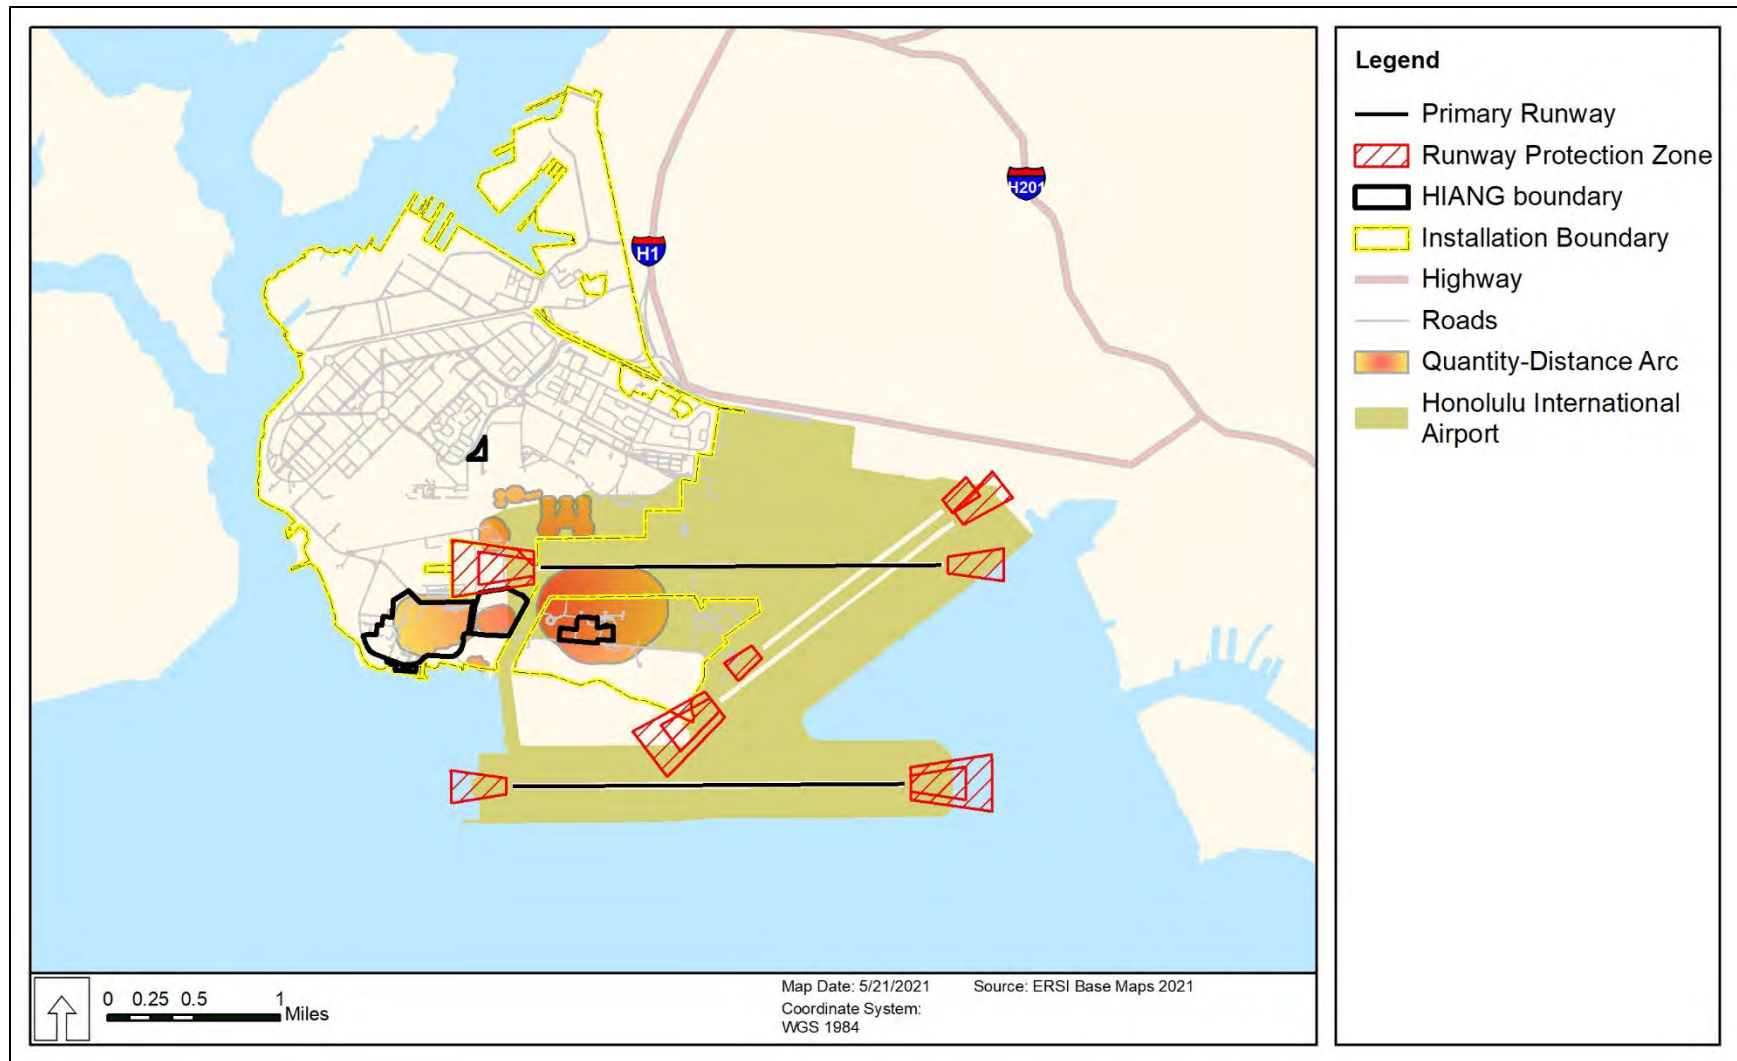 H201
H1
Legend
Primary Runway
Runway Protection Zone
HIANG boundary
Installation Boundary
Highway
Roads
Quantity-Distance Arc
Honolulu International
Airport
0 0.25 0.5 1
Miles
Map Date: 5/21/2021 Source: ERSI Base Maps 2021
Coordinate System:
WGS 1984